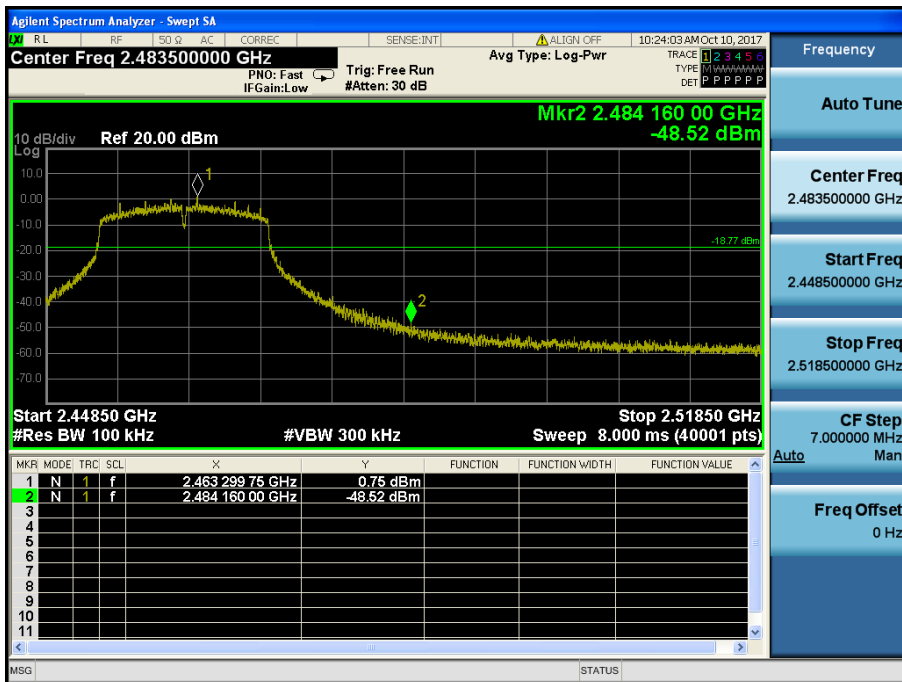 Agilent Spectrum Analyzer - Swept SA
LXI RL RF 50 Ω AC CORREC SENSE:INT ALIGN OFF 10:24:03 AM Oct 10, 2017
Center Freq 2.483500000 GHz
PNO: Fast
IFGain:Low
Trig: Free Run
#Atten: 30 dB
Avg Type: Log-Pwr
TRACE 1 2 3 4 5 6
TYPE MWWWWW
DET P P P P P P
Mkr2 2.484 160 00 GHz
-48.52 dBm
10 dB/div Ref 20.00 dBm
Log
10.0
0.00
-10.0
-20.0
-30.0
-40.0
-50.0
-60.0
-70.0
1
-18.77 dBm
2
Start 2.44850 GHz Stop 2.51850 GHz
#Res BW 100 kHz #VBW 300 kHz Sweep 8.000 ms (40001 pts)
MKR MODE TRC SCL X Y FUNCTION FUNCTION WIDTH FUNCTION VALUE
1 N 1 f 2.463 299 75 GHz 0.75 dBm
2 N 1 f 2.484 160 00 GHz -48.52 dBm
3
4
5
6
7
8
9
10
11
MSG STATUS
Frequency
Auto Tune
Center Freq
2.483500000 GHz
Start Freq
2.448500000 GHz
Stop Freq
2.518500000 GHz
CF Step
7.000000 MHz
Auto Man
Freq Offset
0 Hz